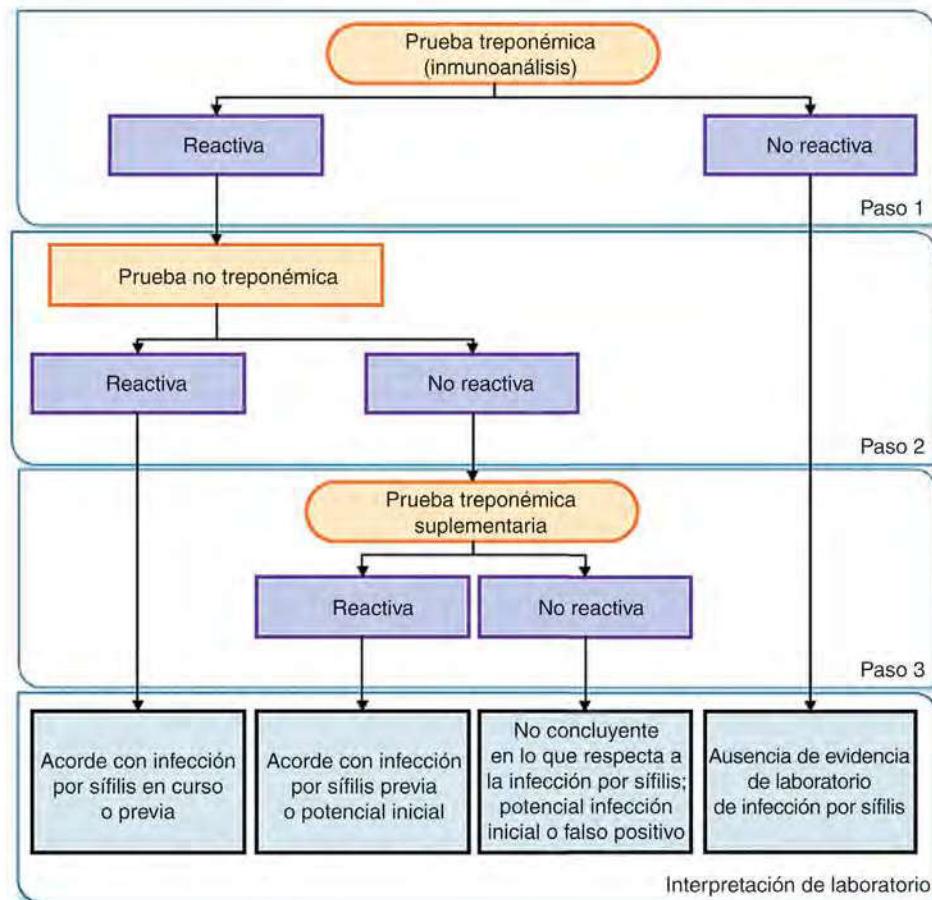 Prueba treponémica
(inmunoanálisis)
Reactiva
No reactiva
Paso 1
Prueba no treponémica
Reactiva
No reactiva
Paso 2
Prueba treponémica
suplementaria
Reactiva
No reactiva
Paso 3
Acorde con infección
por sífilis en curso
o previa
Acorde con infección
por sífilis previa
o potencial inicial
No concluyente
en lo que respecta a
la infección por sífilis;
potencial infección
inicial o falso positivo
Ausencia de evidencia
de laboratorio
de infección por sífilis
Interpretación de laboratorio